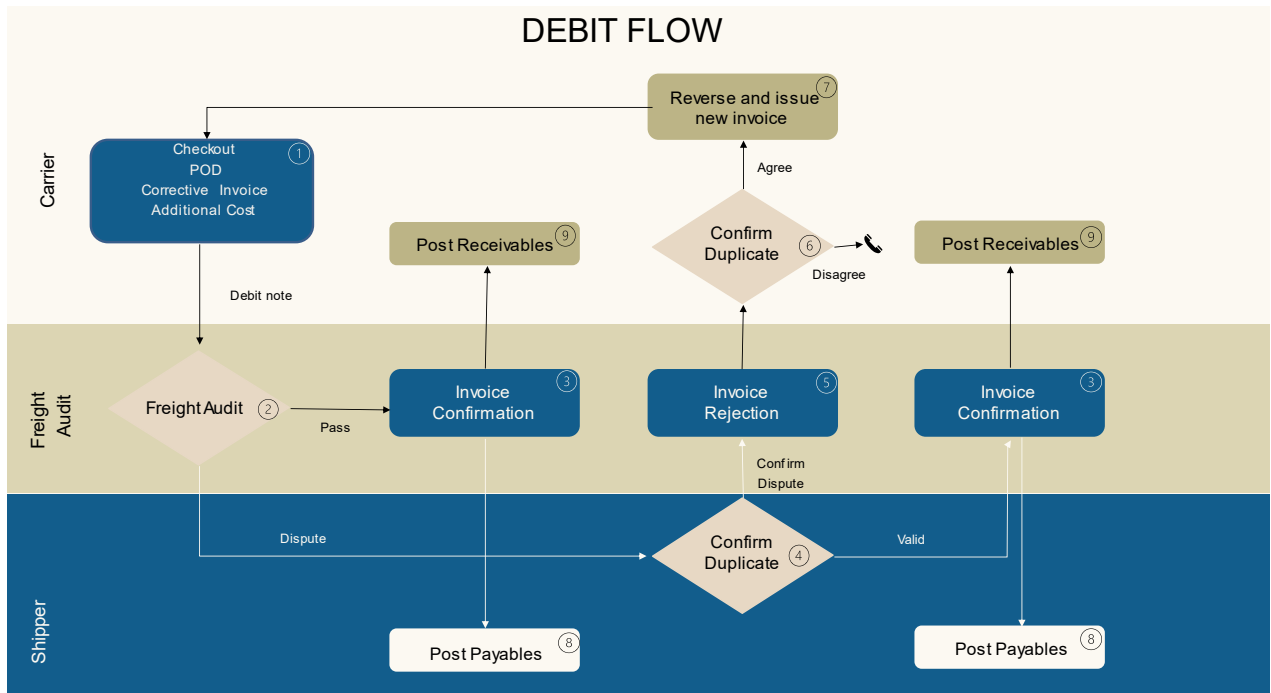 DEBIT FLOW
Carrier
Checkout
POD
Corrective Invoice
Additional Cost
1
Reverse and issue
new invoice
7
Agree
Confirm
Duplicate
6
Disagree
Post Receivables
9
Post Receivables
9
Debit note
Freight
Audit
Freight Audit
2
Pass
Invoice
Confirmation
3
Invoice
Rejection
5
Invoice
Confirmation
3
Confirm
Dispute
Shipper
Dispute
Confirm
Duplicate
4
Valid
Post Payables
8
Post Payables
8